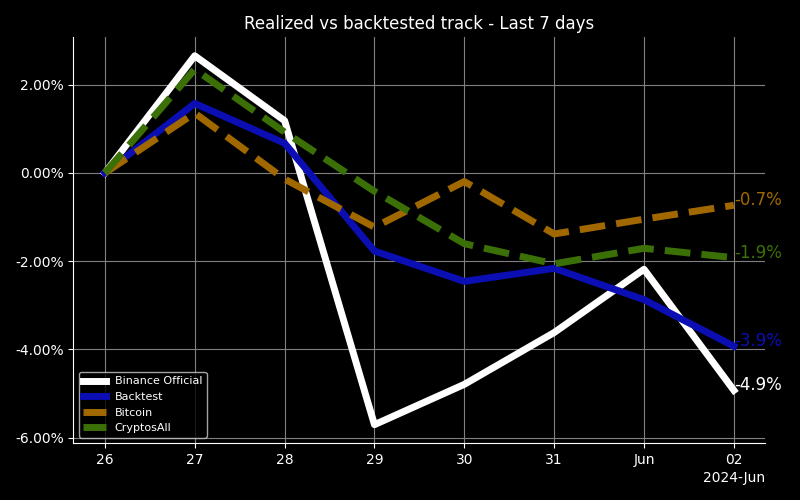 Realized vs backtested track - Last 7 days
2.00%
0.00%
-2.00%
-4.00%
-6.00%
-0.7%
-1.9%
-3.9%
-4.9%
Binance Official
Backtest
Bitcoin
CryptosAll
26 27 28 29 30 31 Jun 02
2024-Jun